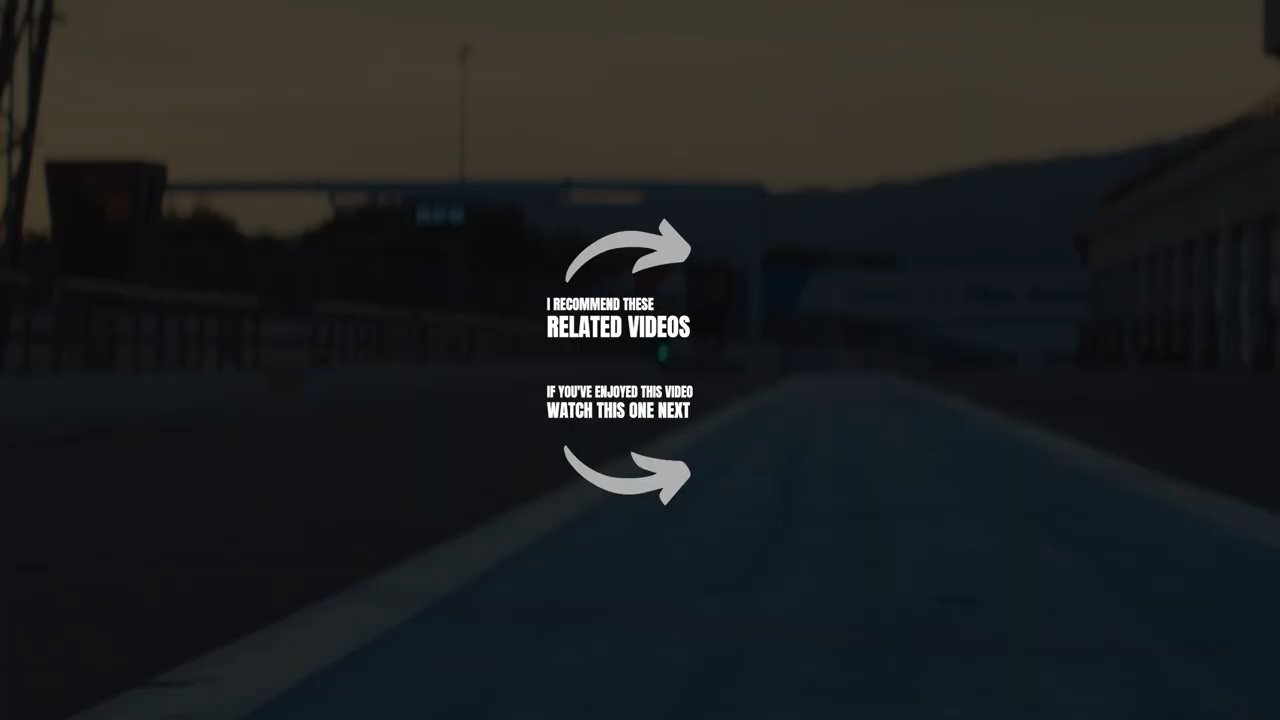 I RECOMMEND THESE
RELATED VIDEOS
IF YOU'VE ENJOYED THIS VIDEO
WATCH THIS ONE NEXT